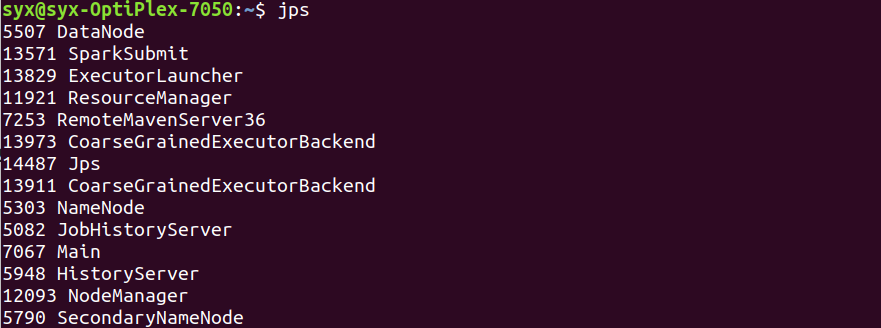 syx@syx-OptiPlex-7050:~$ jps
5507 DataNode
13571 SparkSubmit
13829 ExecutorLauncher
11921 ResourceManager
7253 RemoteMavenServer36
13973 CoarseGrainedExecutorBackend
14487 Jps
13911 CoarseGrainedExecutorBackend
5303 NameNode
5082 JobHistoryServer
7067 Main
5948 HistoryServer
12093 NodeManager
5790 SecondaryNameNode